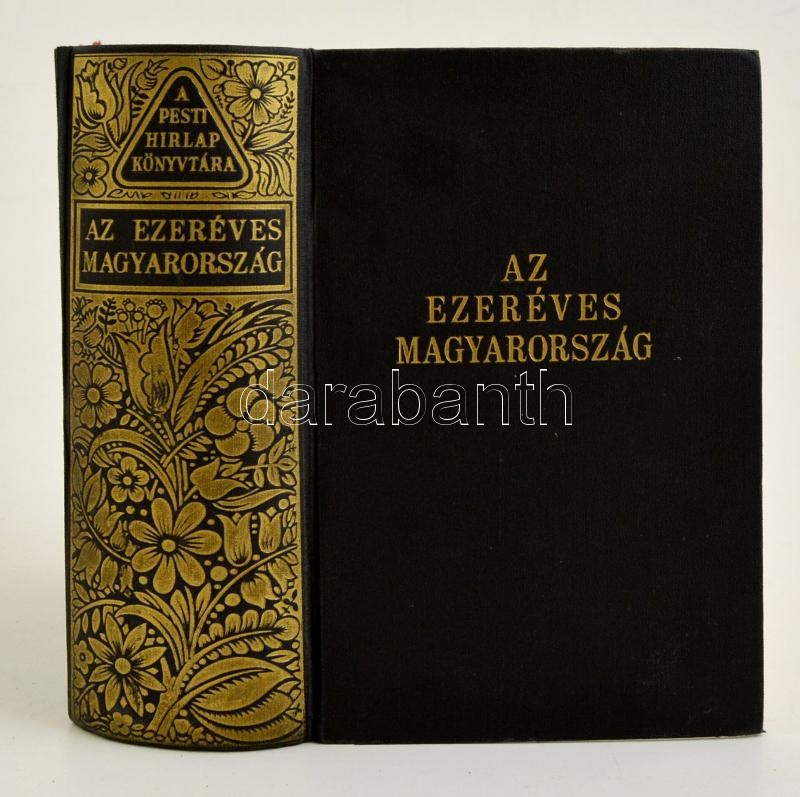 A
PESTI
HIRLAP
KÖNYVTÁRA
AZ EZERÉVES
MAGYARORSZÁG
AZ
EZERÉVES
MAGYARORSZÁG
darabanth